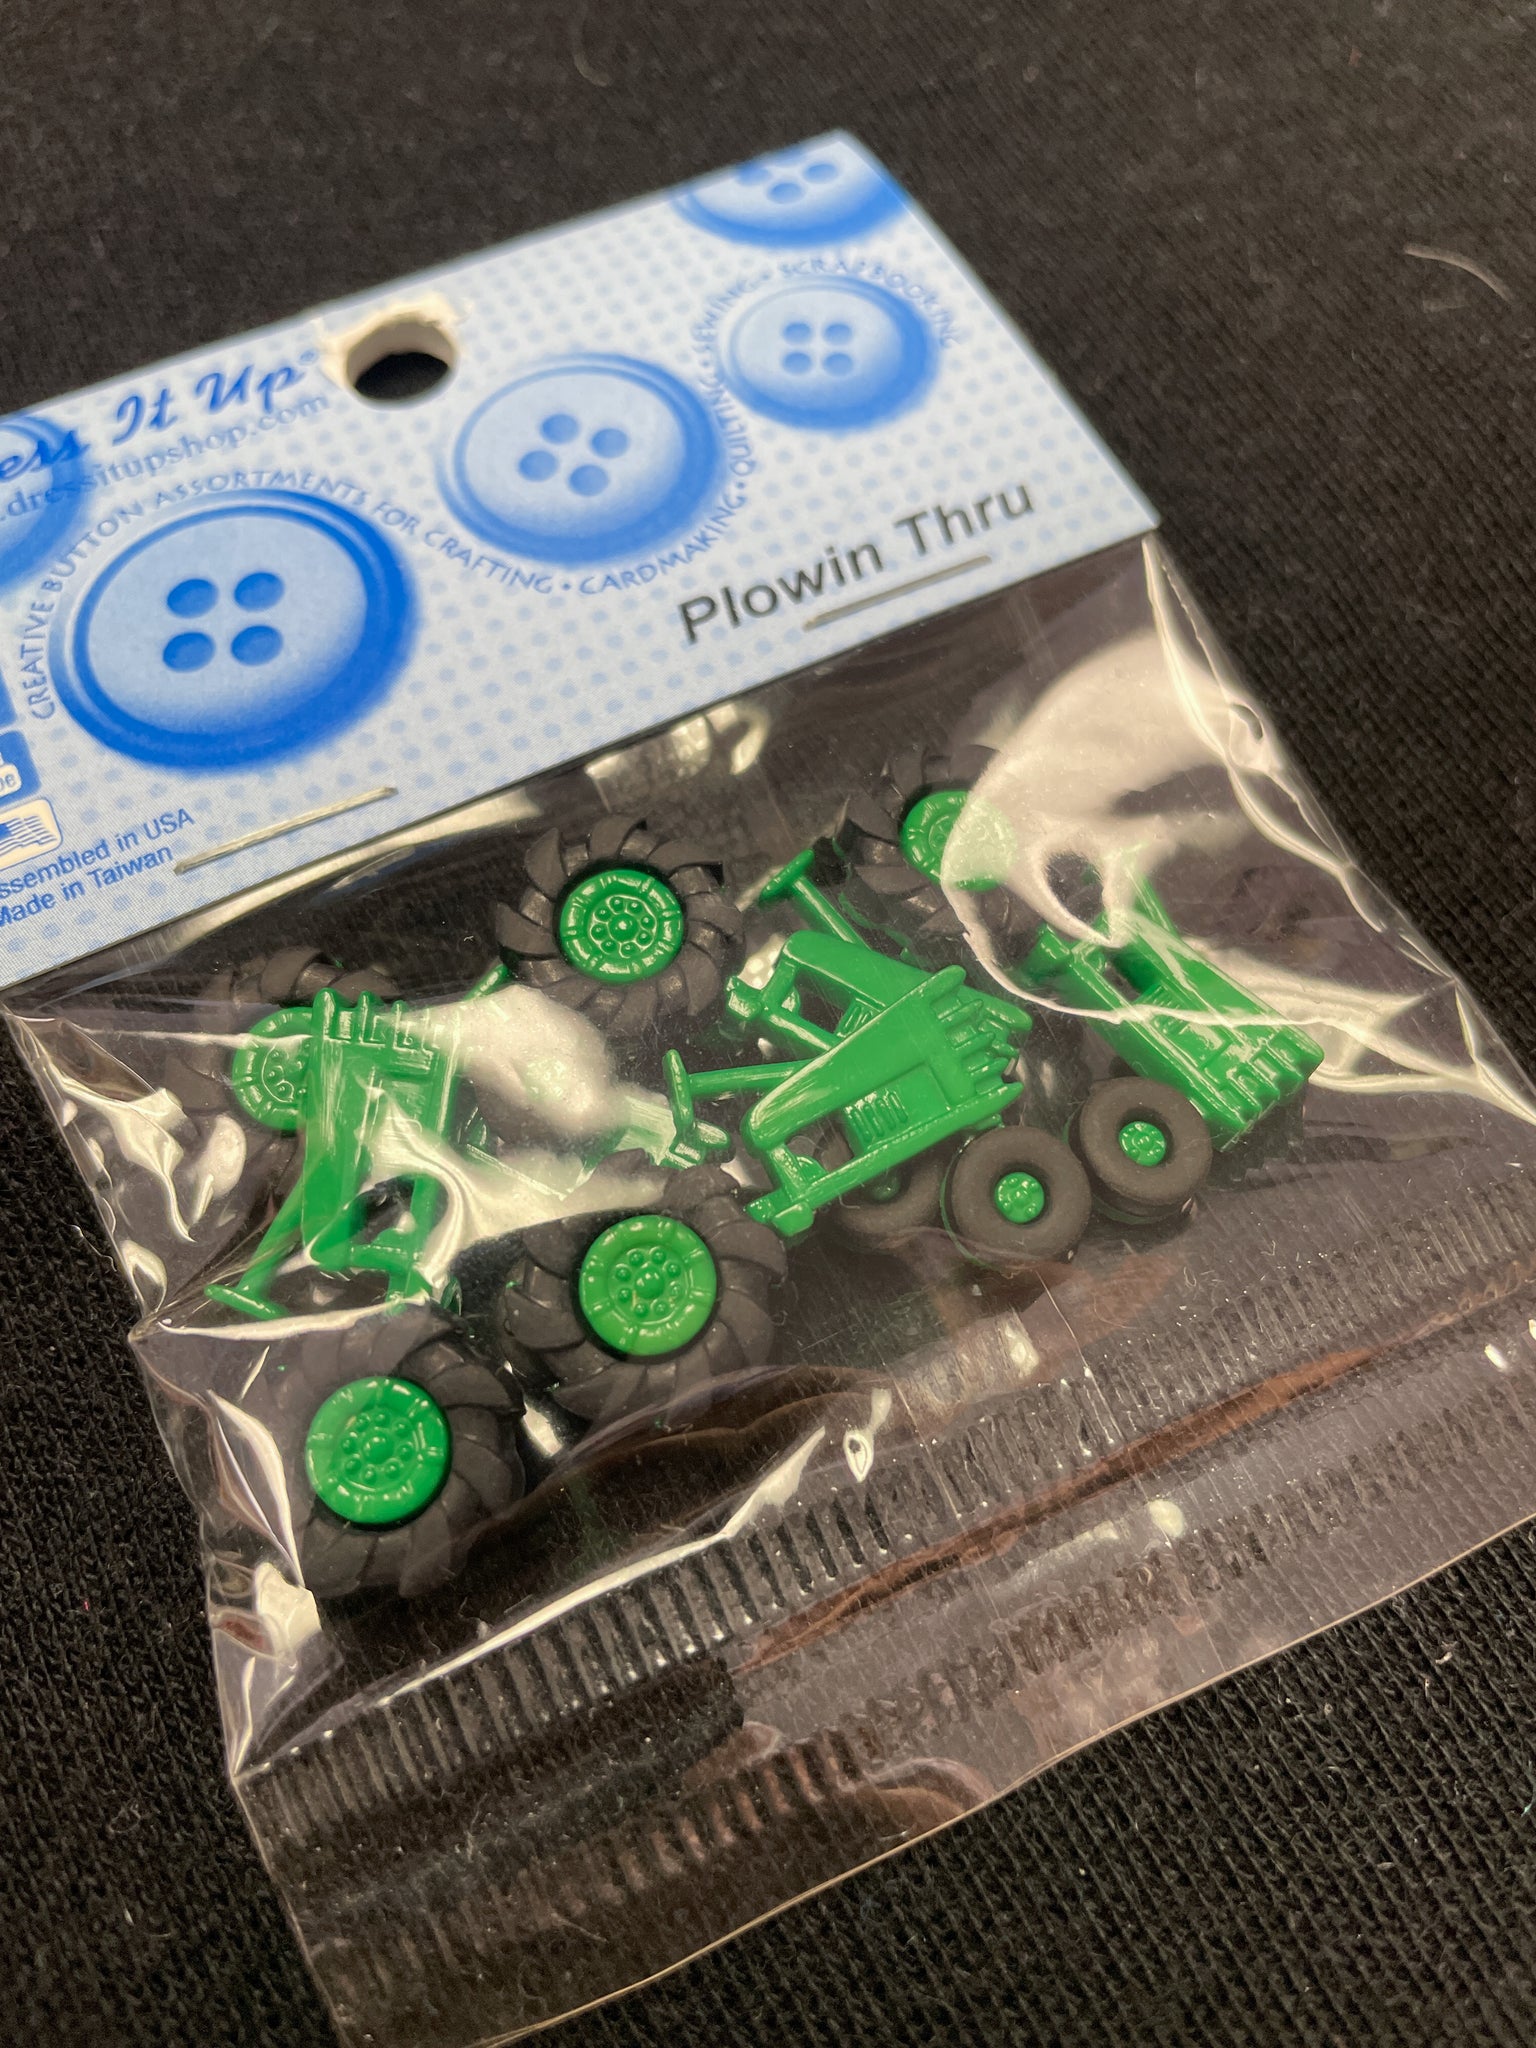 ess It Up®
.dressitupshop.com
CREATIVE BUTTON ASSORTMENTS FOR CRAFTING • CARDMAKING • QUILTING • SEWING • SCRAPBOOKING
Plowin Thru
ssembled in USA
Made in Taiwan